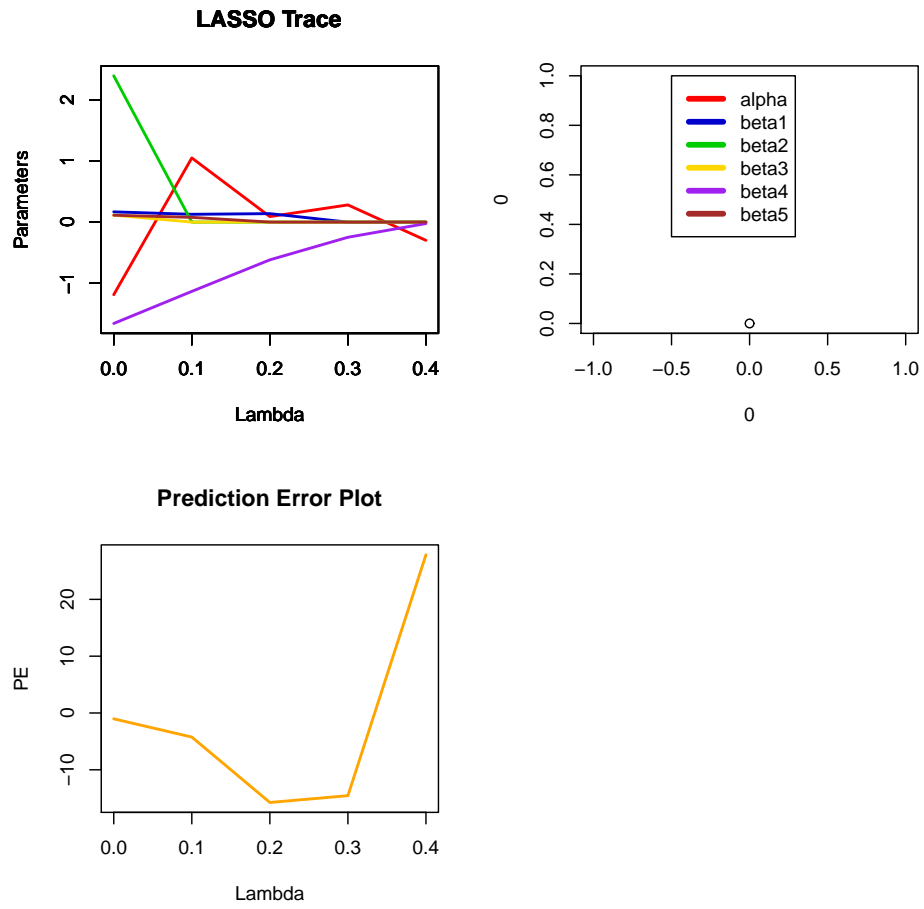 LASSO Trace
Parameters
2
1
0
−1
0.0 0.1 0.2 0.3 0.4
Lambda
0
1.0
0.8
0.6
0.4
0.2
0.0
alpha
beta1
beta2
beta3
beta4
beta5
−1.0 −0.5 0.0 0.5 1.0
0
Prediction Error Plot
PE
20
10
0
−10
0.0 0.1 0.2 0.3 0.4
Lambda